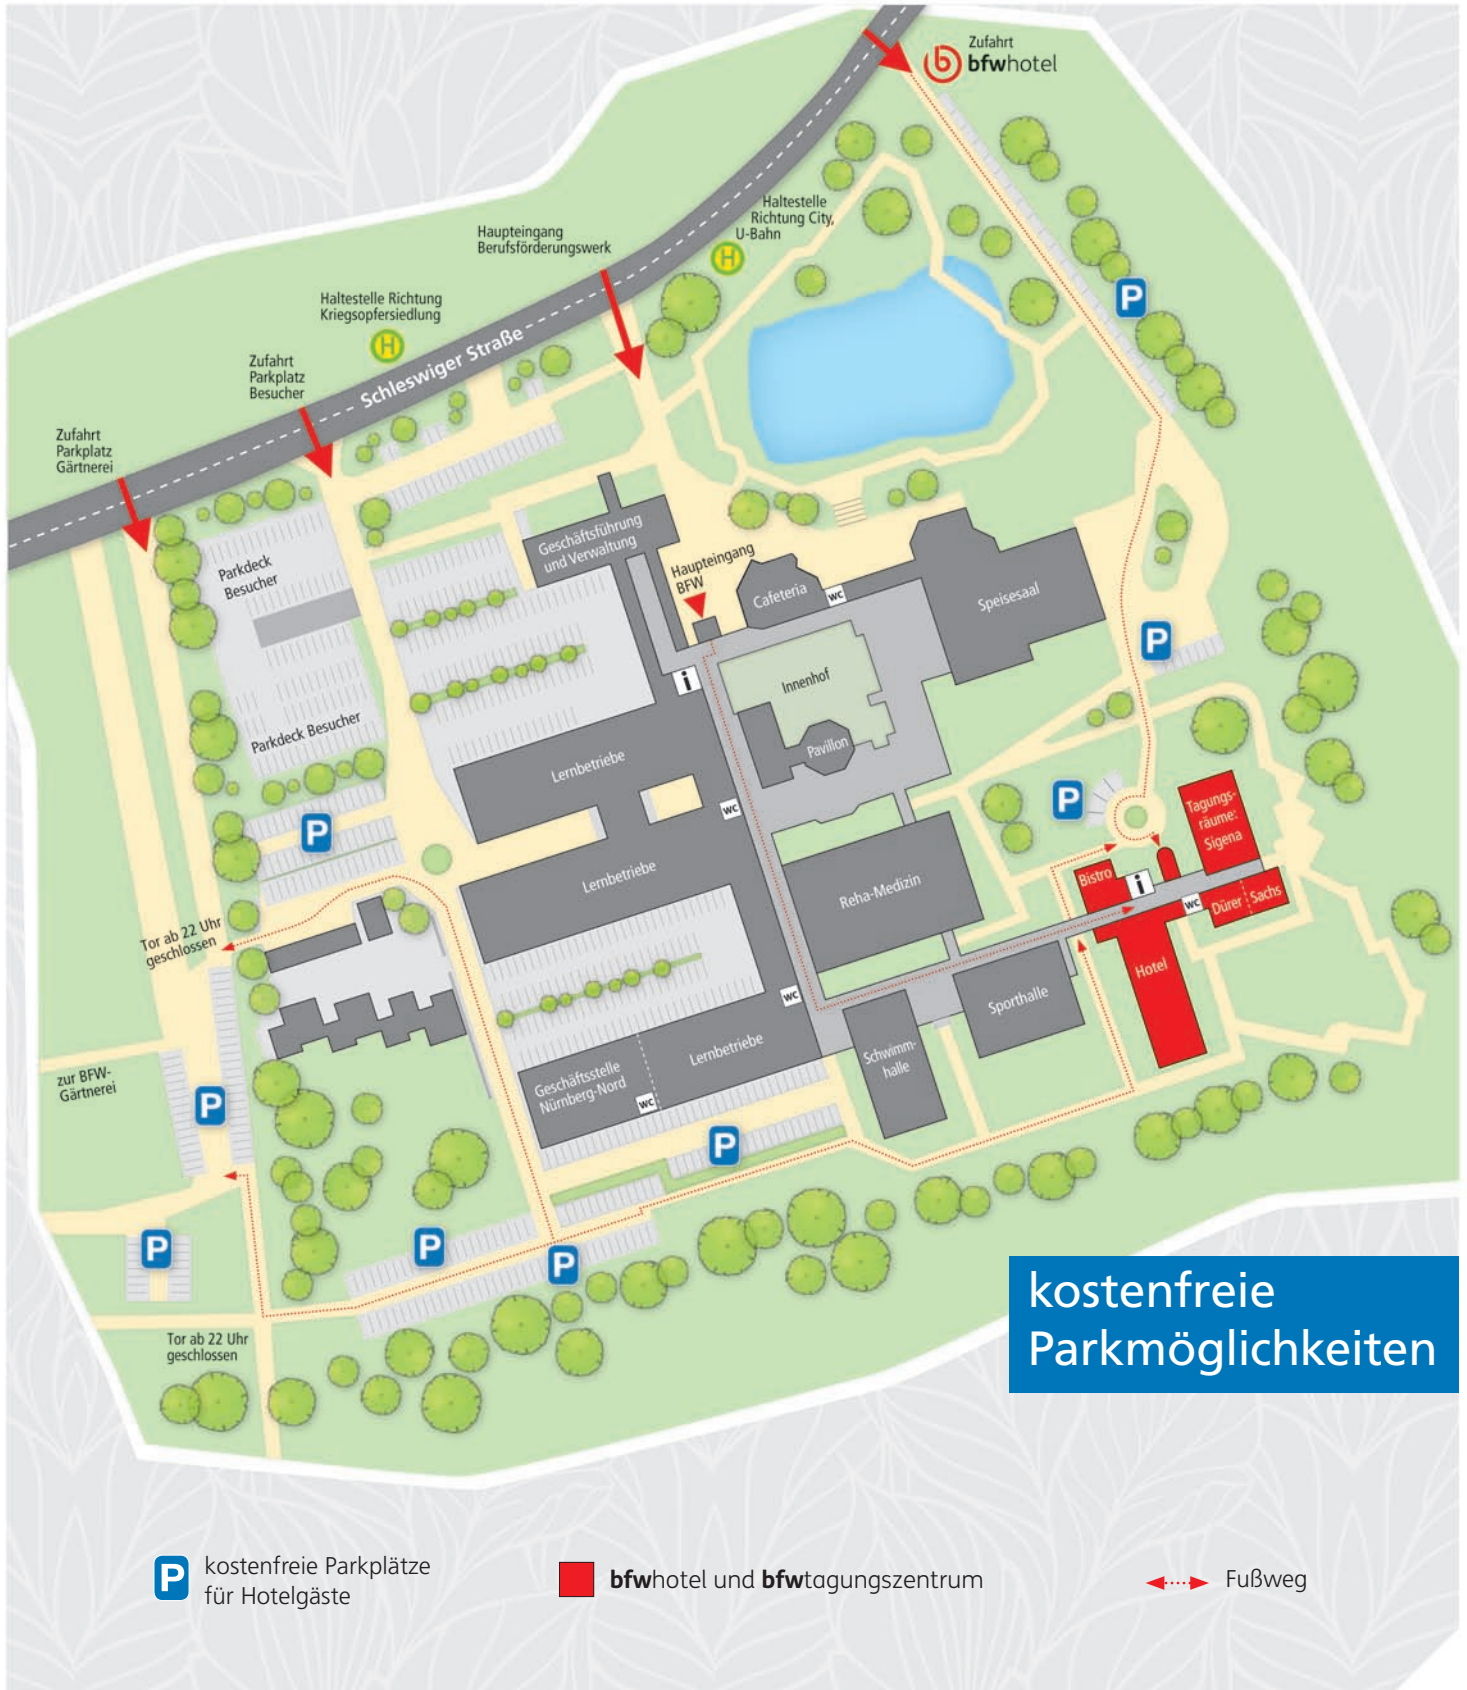 Zufahrt
bfwhotel
Haltestelle
Richtung City,
U-Bahn
H
Haupteingang
Berufsförderungswerk
Haltestelle Richtung
Kriegsopfersiedlung
H
P
Schleswiger Straße
Zufahrt
Parkplatz
Besucher
Zufahrt
Parkplatz
Gärtnerei
Parkdeck
Besucher
Geschäftsführung
und Verwaltung
Haupteingang
BFW
Cafeteria
WC
Speisesaal
P
i
Innenhof
Parkdeck Besucher
Pavillon
Lernbetriebe
WC
P
P
Tagungs-
räume:
Sigena
Bistro
i
Lernbetriebe
Reha-Medizin
WC
Dürer
Sachs
Tor ab 22 Uhr
geschlossen
Hotel
WC
Sporthalle
Schwimm-
halle
Lernbetriebe
Geschäftsstelle
Nürnberg-Nord
WC
zur BFW-
Gärtnerei
P
P
P
P
P
Tor ab 22 Uhr
geschlossen
kostenfreie
Parkmöglichkeiten
P
kostenfreie Parkplätze
für Hotelgäste
bfwhotel und bfwtagungszentrum
Fußweg